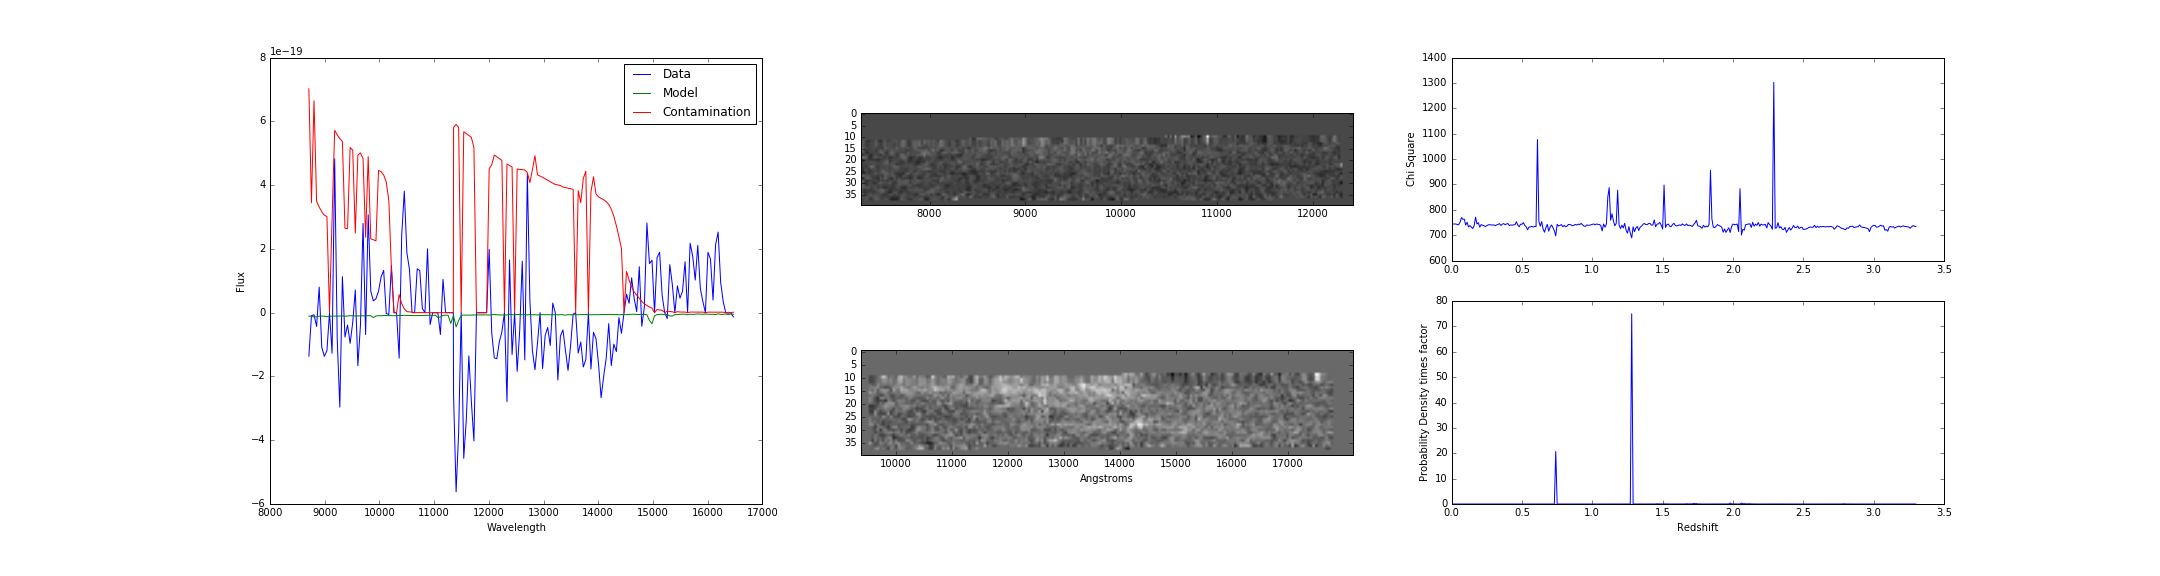 1e−19
8
6
4
2
0
−2
−4
−6
Flux
8000 9000 10000 11000 12000 13000 14000 15000 16000 17000
Wavelength
Data
Model
Contamination
0
5
10
15
20
25
30
35
8000 9000 10000 11000 12000
0
5
10
15
20
25
30
35
10000 11000 12000 13000 14000 15000 16000 17000
Angstroms
1400
1300
1200
1100
1000
900
800
700
600
Chi Square
0.0 0.5 1.0 1.5 2.0 2.5 3.0 3.5
80
70
60
50
40
30
20
10
0
Probability Density times factor
0.0 0.5 1.0 1.5 2.0 2.5 3.0 3.5
Redshift